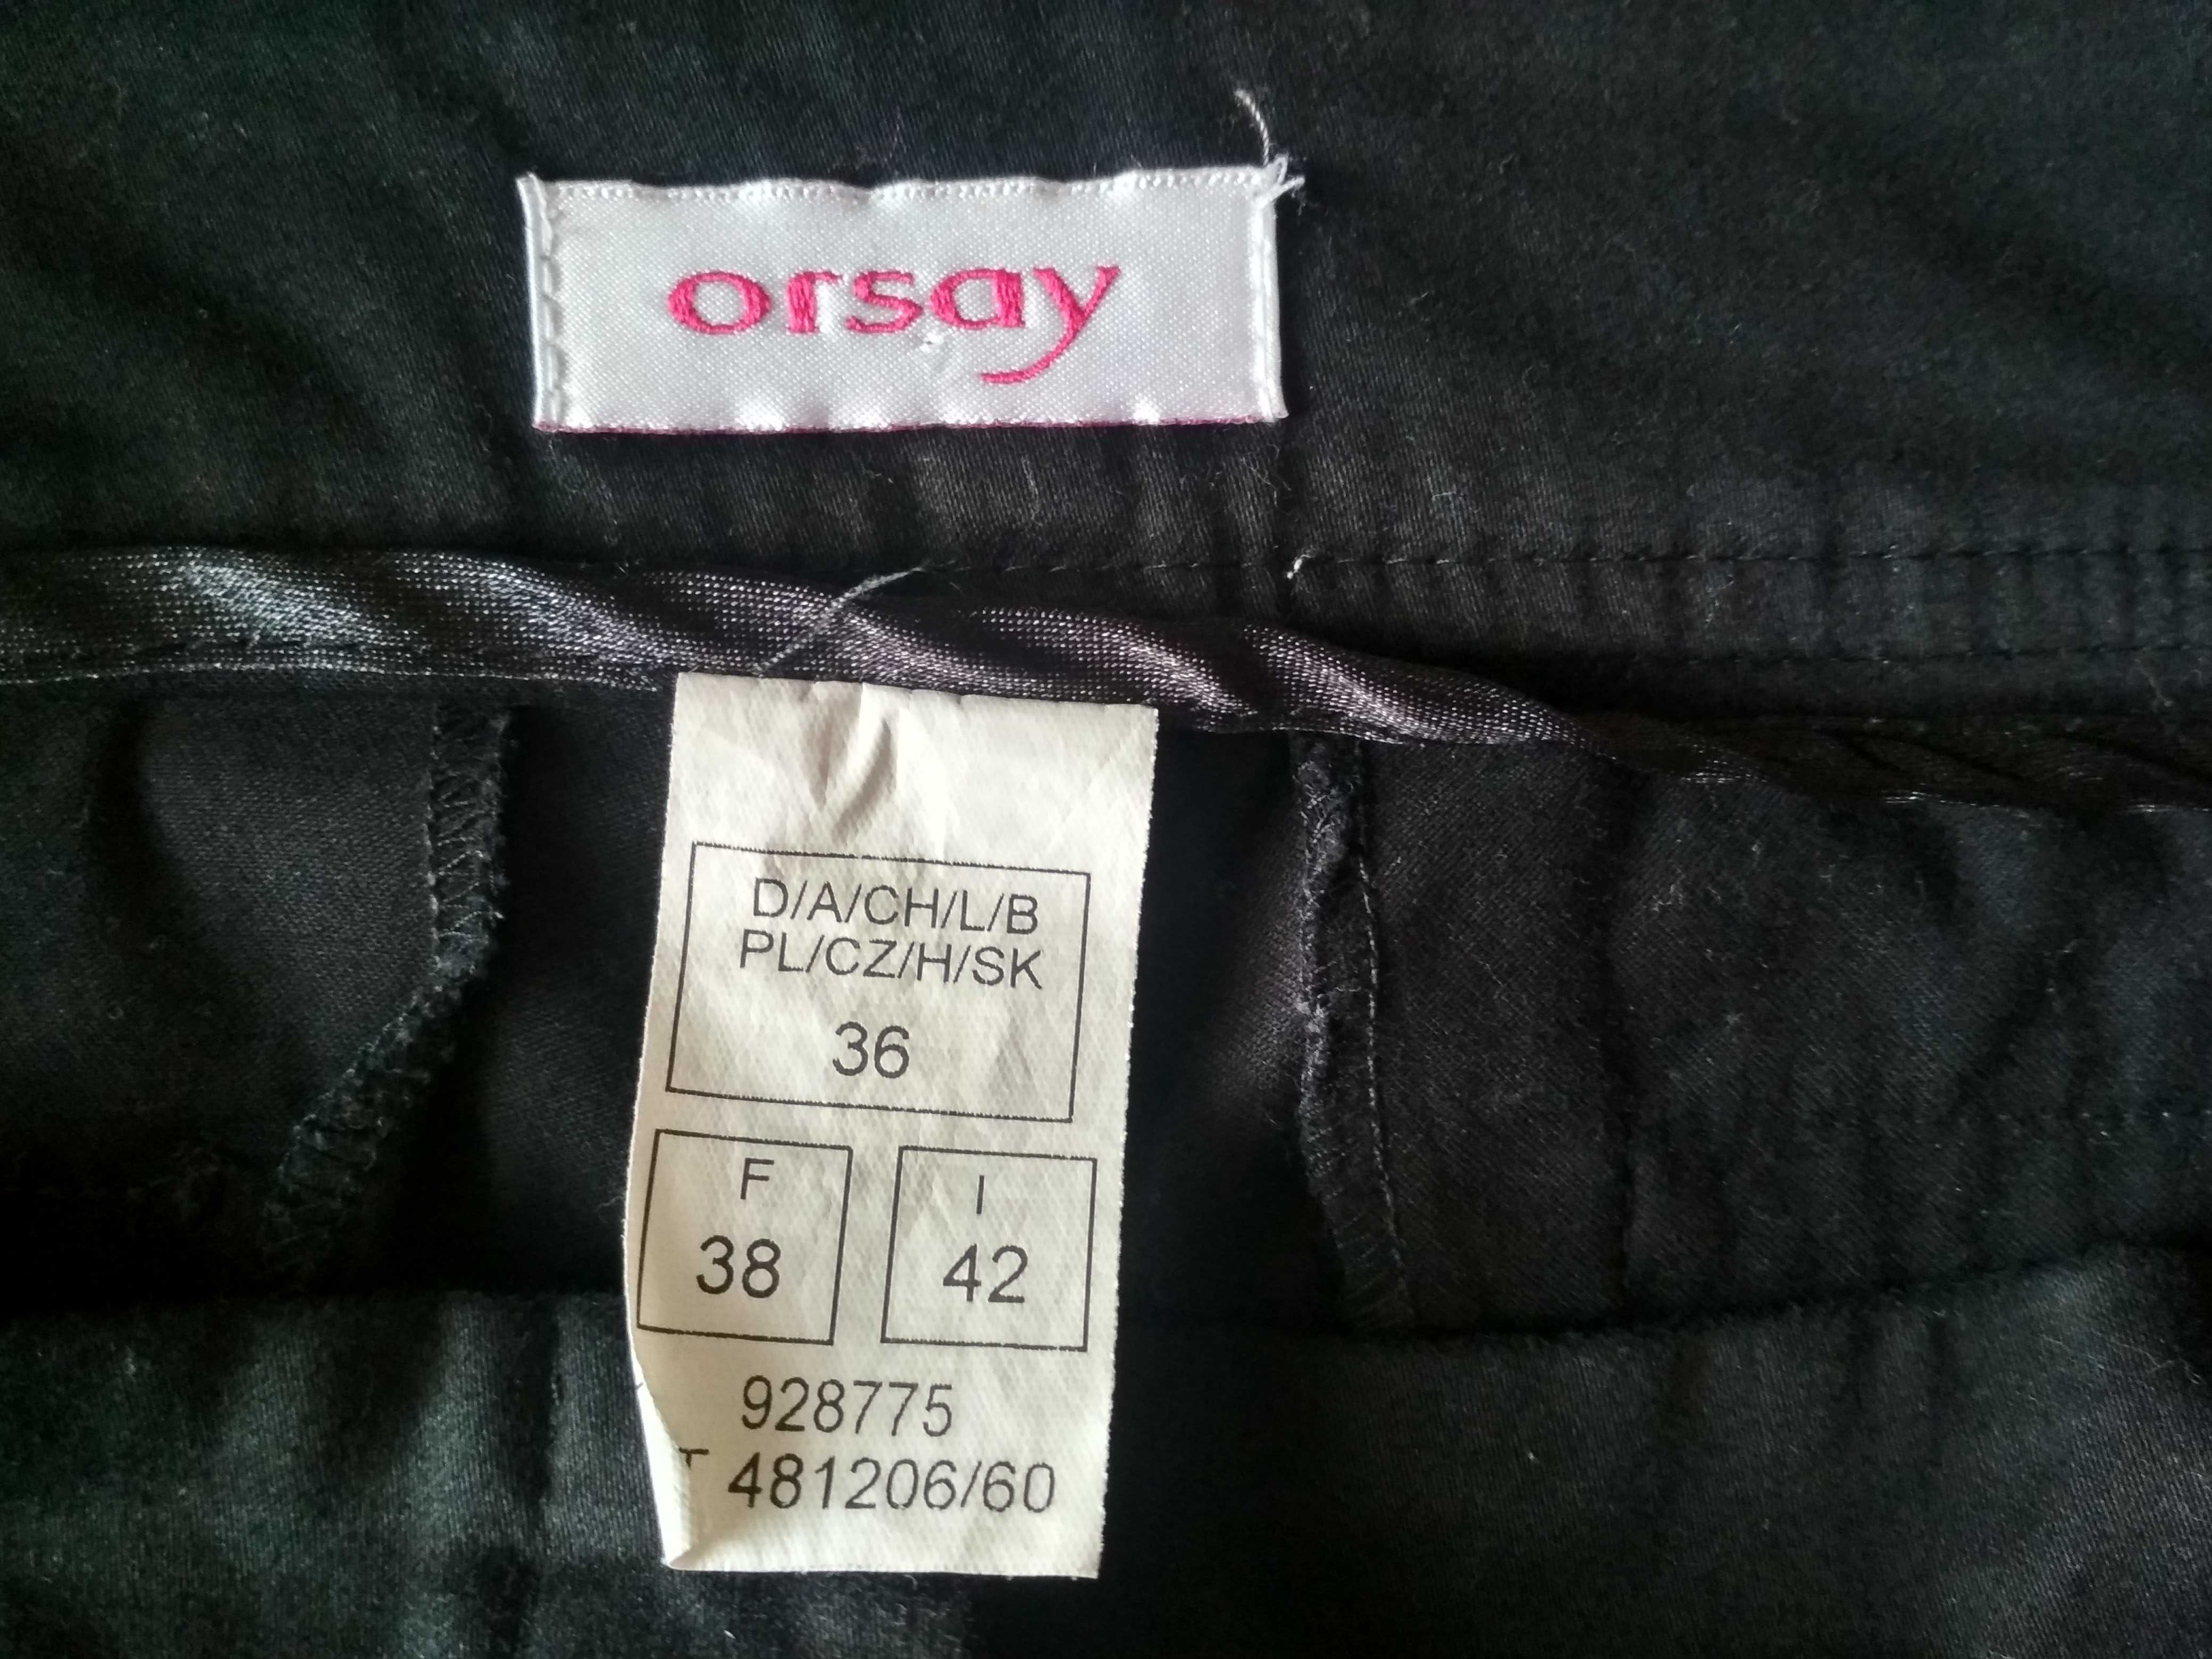 orsay
D/A/CH/L/B
PL/CZ/H/SK
36
F
38
I
42
928775
T 481206/60